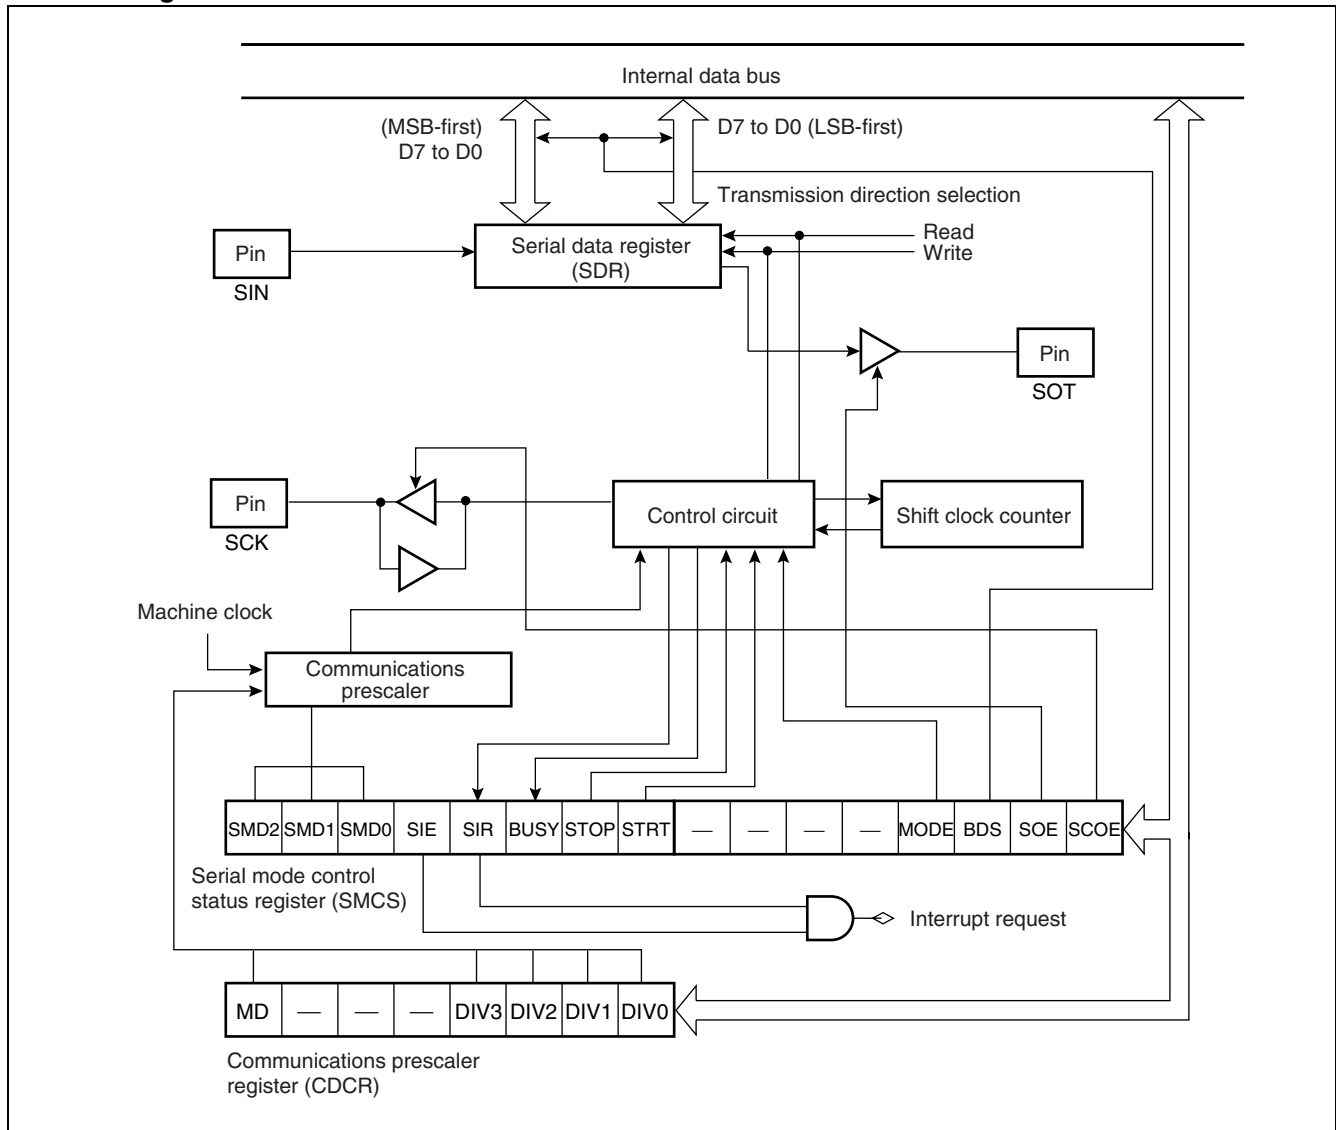 Internal data bus
(MSB-first)
D7 to D0
D7 to D0 (LSB-first)
Transmission direction selection
Pin
SIN
Serial data register
(SDR)
Read
Write
Pin
SOT
Pin
SCK
Control circuit
Shift clock counter
Machine clock
Communications
prescaler
SMD2 SMD1 SMD0 SIE SIR BUSY STOP STRT — — — — MODE BDS SOE SCOE
Serial mode control
status register (SMCS)
Interrupt request
MD — — — DIV3 DIV2 DIV1 DIV0
Communications prescaler
register (CDCR)